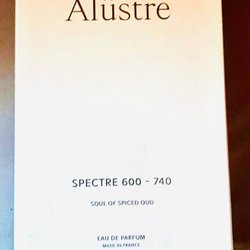 Alustre
SPECTRE 600 - 740
SOUL OF SPICED OUD
EAU DE PARFUM
MADE IN FRANCE